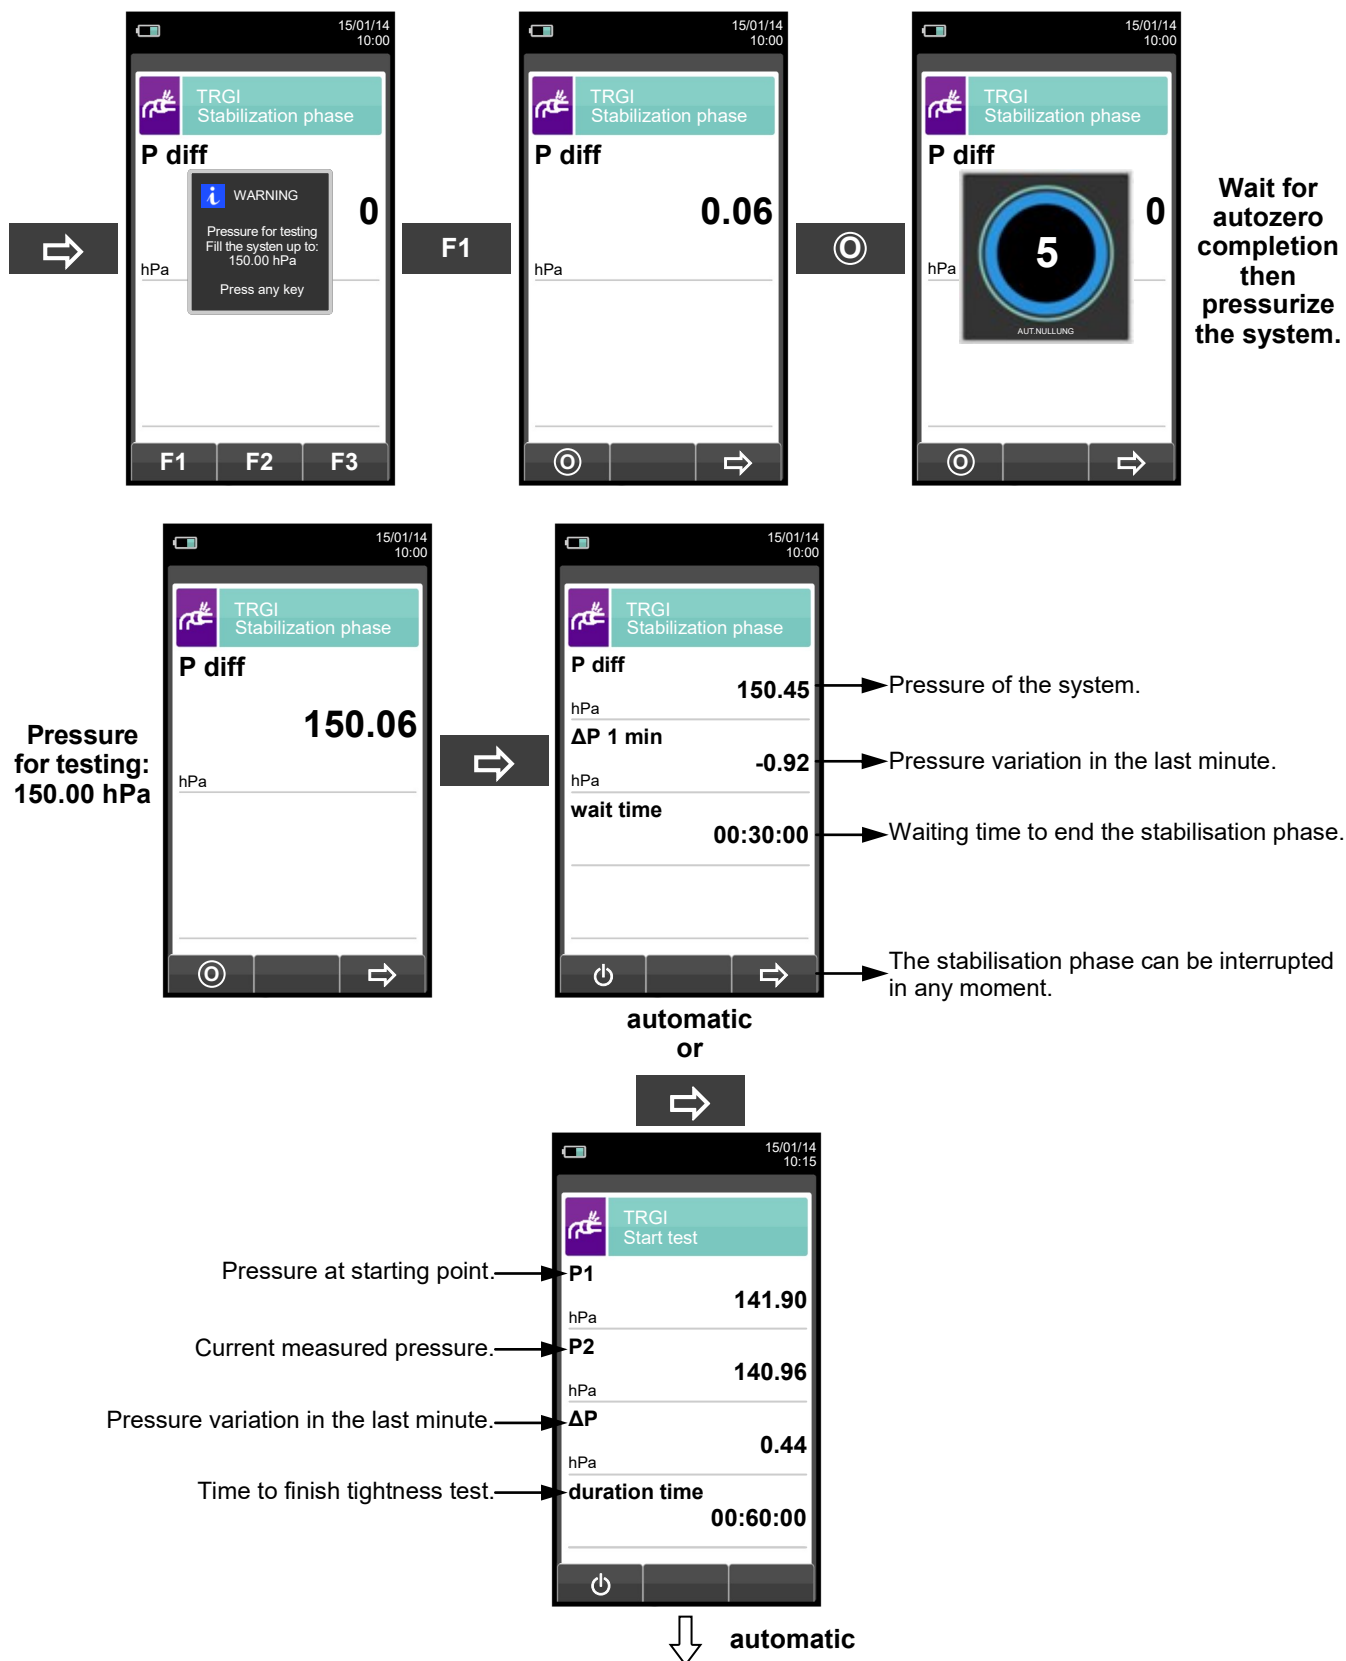 15/01/14
10:00
TRGI
Stabilization phase
P diff
WARNING
Pressure for testing
Fill the systen up to:
150.00 hPa
Press any key
0
hPa
F1 F2 F3
F1
15/01/14
10:00
TRGI
Stabilization phase
P diff
0.06
hPa
15/01/14
10:00
TRGI
Stabilization phase
P diff
0
5
hPa
AUT.NULLUNG
Wait for
autozero
completion
then
pressurize
the system.
Pressure
for testing:
150.00 hPa
15/01/14
10:00
TRGI
Stabilization phase
P diff
150.06
hPa
15/01/14
10:00
TRGI
Stabilization phase
P diff
150.45
hPa
ΔP 1 min
-0.92
hPa
wait time
00:30:00
Pressure of the system.
Pressure variation in the last minute.
Waiting time to end the stabilisation phase.
The stabilisation phase can be interrupted
in any moment.
automatic
or
15/01/14
10:15
TRGI
Start test
Pressure at starting point.
P1
141.90
hPa
Current measured pressure.
P2
140.96
hPa
Pressure variation in the last minute.
ΔP
0.44
hPa
Time to finish tightness test.
duration time
00:60:00
automatic